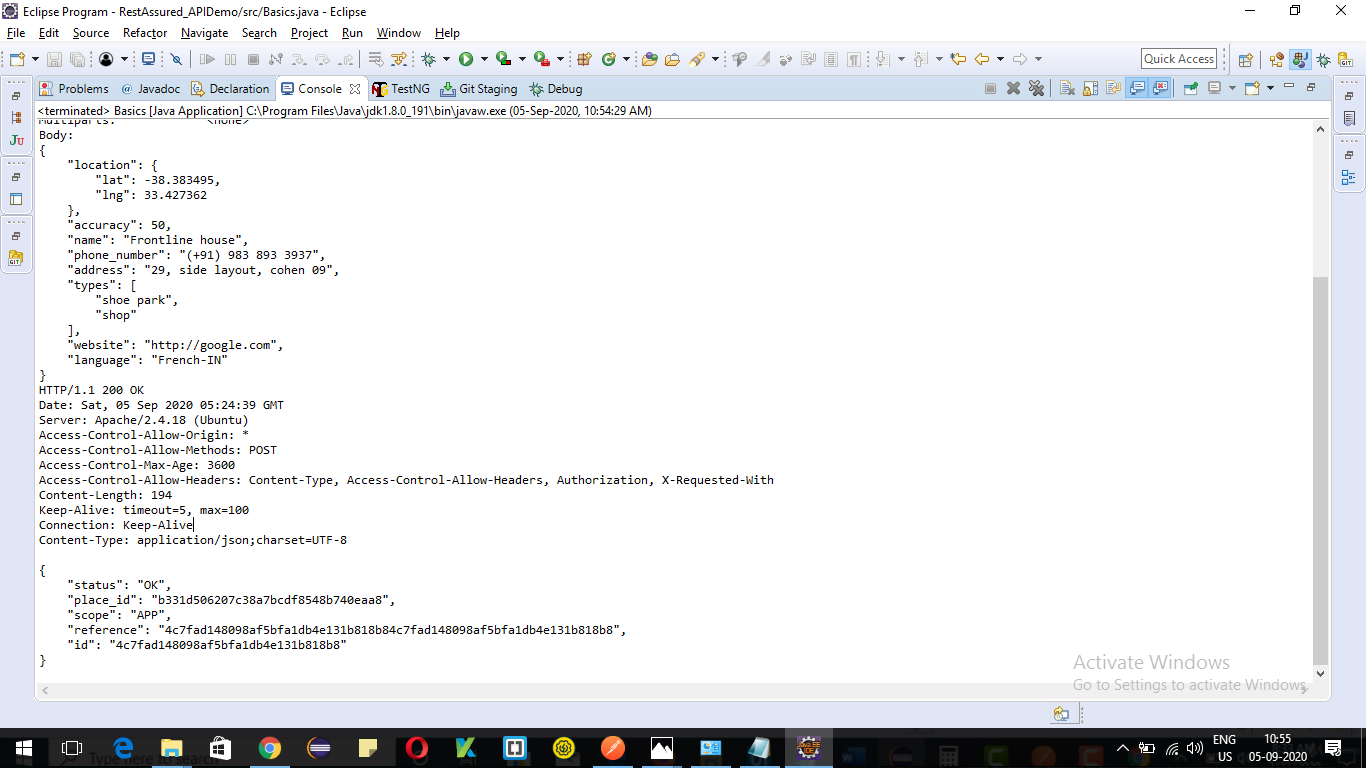 Eclipse Program - RestAssured_APIDemo/src/Basics.java - Eclipse
File Edit Source Refactor Navigate Search Project Run Window Help
Quick Access
Problems @ Javadoc Declaration Console TestNG Git Staging Debug
<terminated> Basics [Java Application] C:\Program Files\Java\jdk1.8.0_191\bin\javaw.exe (05-Sep-2020, 10:54:29 AM)
Multiparts: <none>
Body:
{
    "location": {
        "lat": -38.383495,
        "lng": 33.427362
    },
    "accuracy": 50,
    "name": "Frontline house",
    "phone_number": "(+91) 983 893 3937",
    "address": "29, side layout, cohen 09",
    "types": [
        "shoe park",
        "shop"
    ],
    "website": "http://google.com",
    "language": "French-IN"
}
HTTP/1.1 200 OK
Date: Sat, 05 Sep 2020 05:24:39 GMT
Server: Apache/2.4.18 (Ubuntu)
Access-Control-Allow-Origin: *
Access-Control-Allow-Methods: POST
Access-Control-Max-Age: 3600
Access-Control-Allow-Headers: Content-Type, Access-Control-Allow-Headers, Authorization, X-Requested-With
Content-Length: 194
Keep-Alive: timeout=5, max=100
Connection: Keep-Alive
Content-Type: application/json;charset=UTF-8
{
    "status": "OK",
    "place_id": "b331d506207c38a7bcdf8548b740eaa8",
    "scope": "APP",
    "reference": "4c7fad148098af5bfa1db4e131b818b84c7fad148098af5bfa1db4e131b818b8",
    "id": "4c7fad148098af5bfa1db4e131b818b8"
}
Activate Windows
Go to Settings to activate Windows.
ENG 10:55
US 05-09-2020